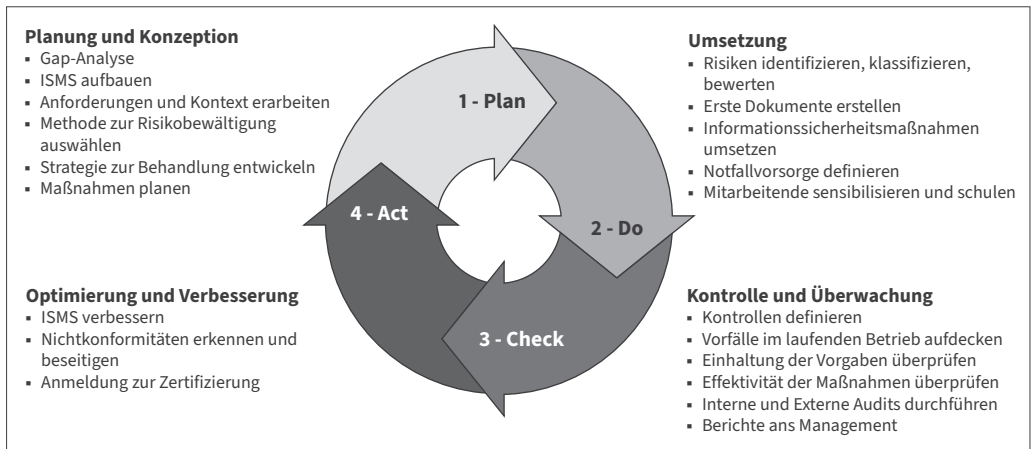 Planung und Konzeption
▪ Gap-Analyse
▪ ISMS aufbauen
▪ Anforderungen und Kontext erarbeiten
▪ Methode zur Risikobewältigung
auswählen
▪ Strategie zur Behandlung entwickeln
▪ Maßnahmen planen
Umsetzung
▪ Risiken identifizieren, klassifizieren,
bewerten
▪ Erste Dokumente erstellen
▪ Informationssicherheitsmaßnahmen
umsetzen
▪ Notfallvorsorge definieren
▪ Mitarbeitende sensibilisieren und schulen
1 - Plan
2 - Do
3 - Check
4 - Act
Optimierung und Verbesserung
▪ ISMS verbessern
▪ Nichtkonformitäten erkennen und
beseitigen
▪ Anmeldung zur Zertifizierung
Kontrolle und Überwachung
▪ Kontrollen definieren
▪ Vorfälle im laufenden Betrieb aufdecken
▪ Einhaltung der Vorgaben überprüfen
▪ Effektivität der Maßnahmen überprüfen
▪ Interne und Externe Audits durchführen
▪ Berichte ans Management